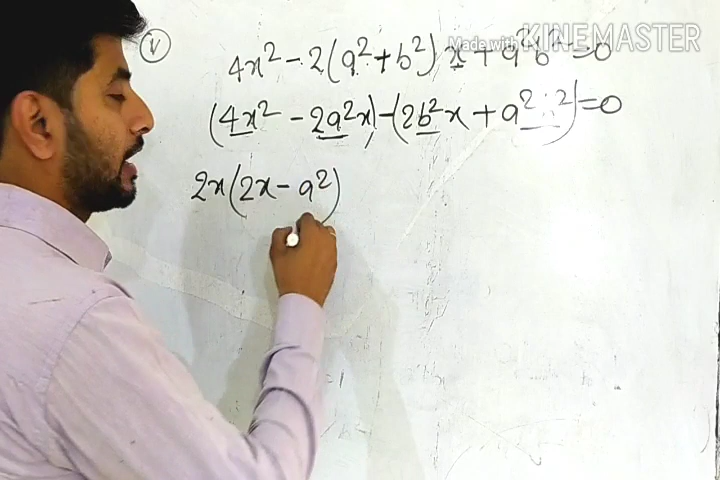 Made with KINEMASTER
(v) 4x² - 2(a² + b²)x + a²b² = 0
(4x² - 2a²x) - (2b²x + a²b²) = 0
2x(2x - a²)